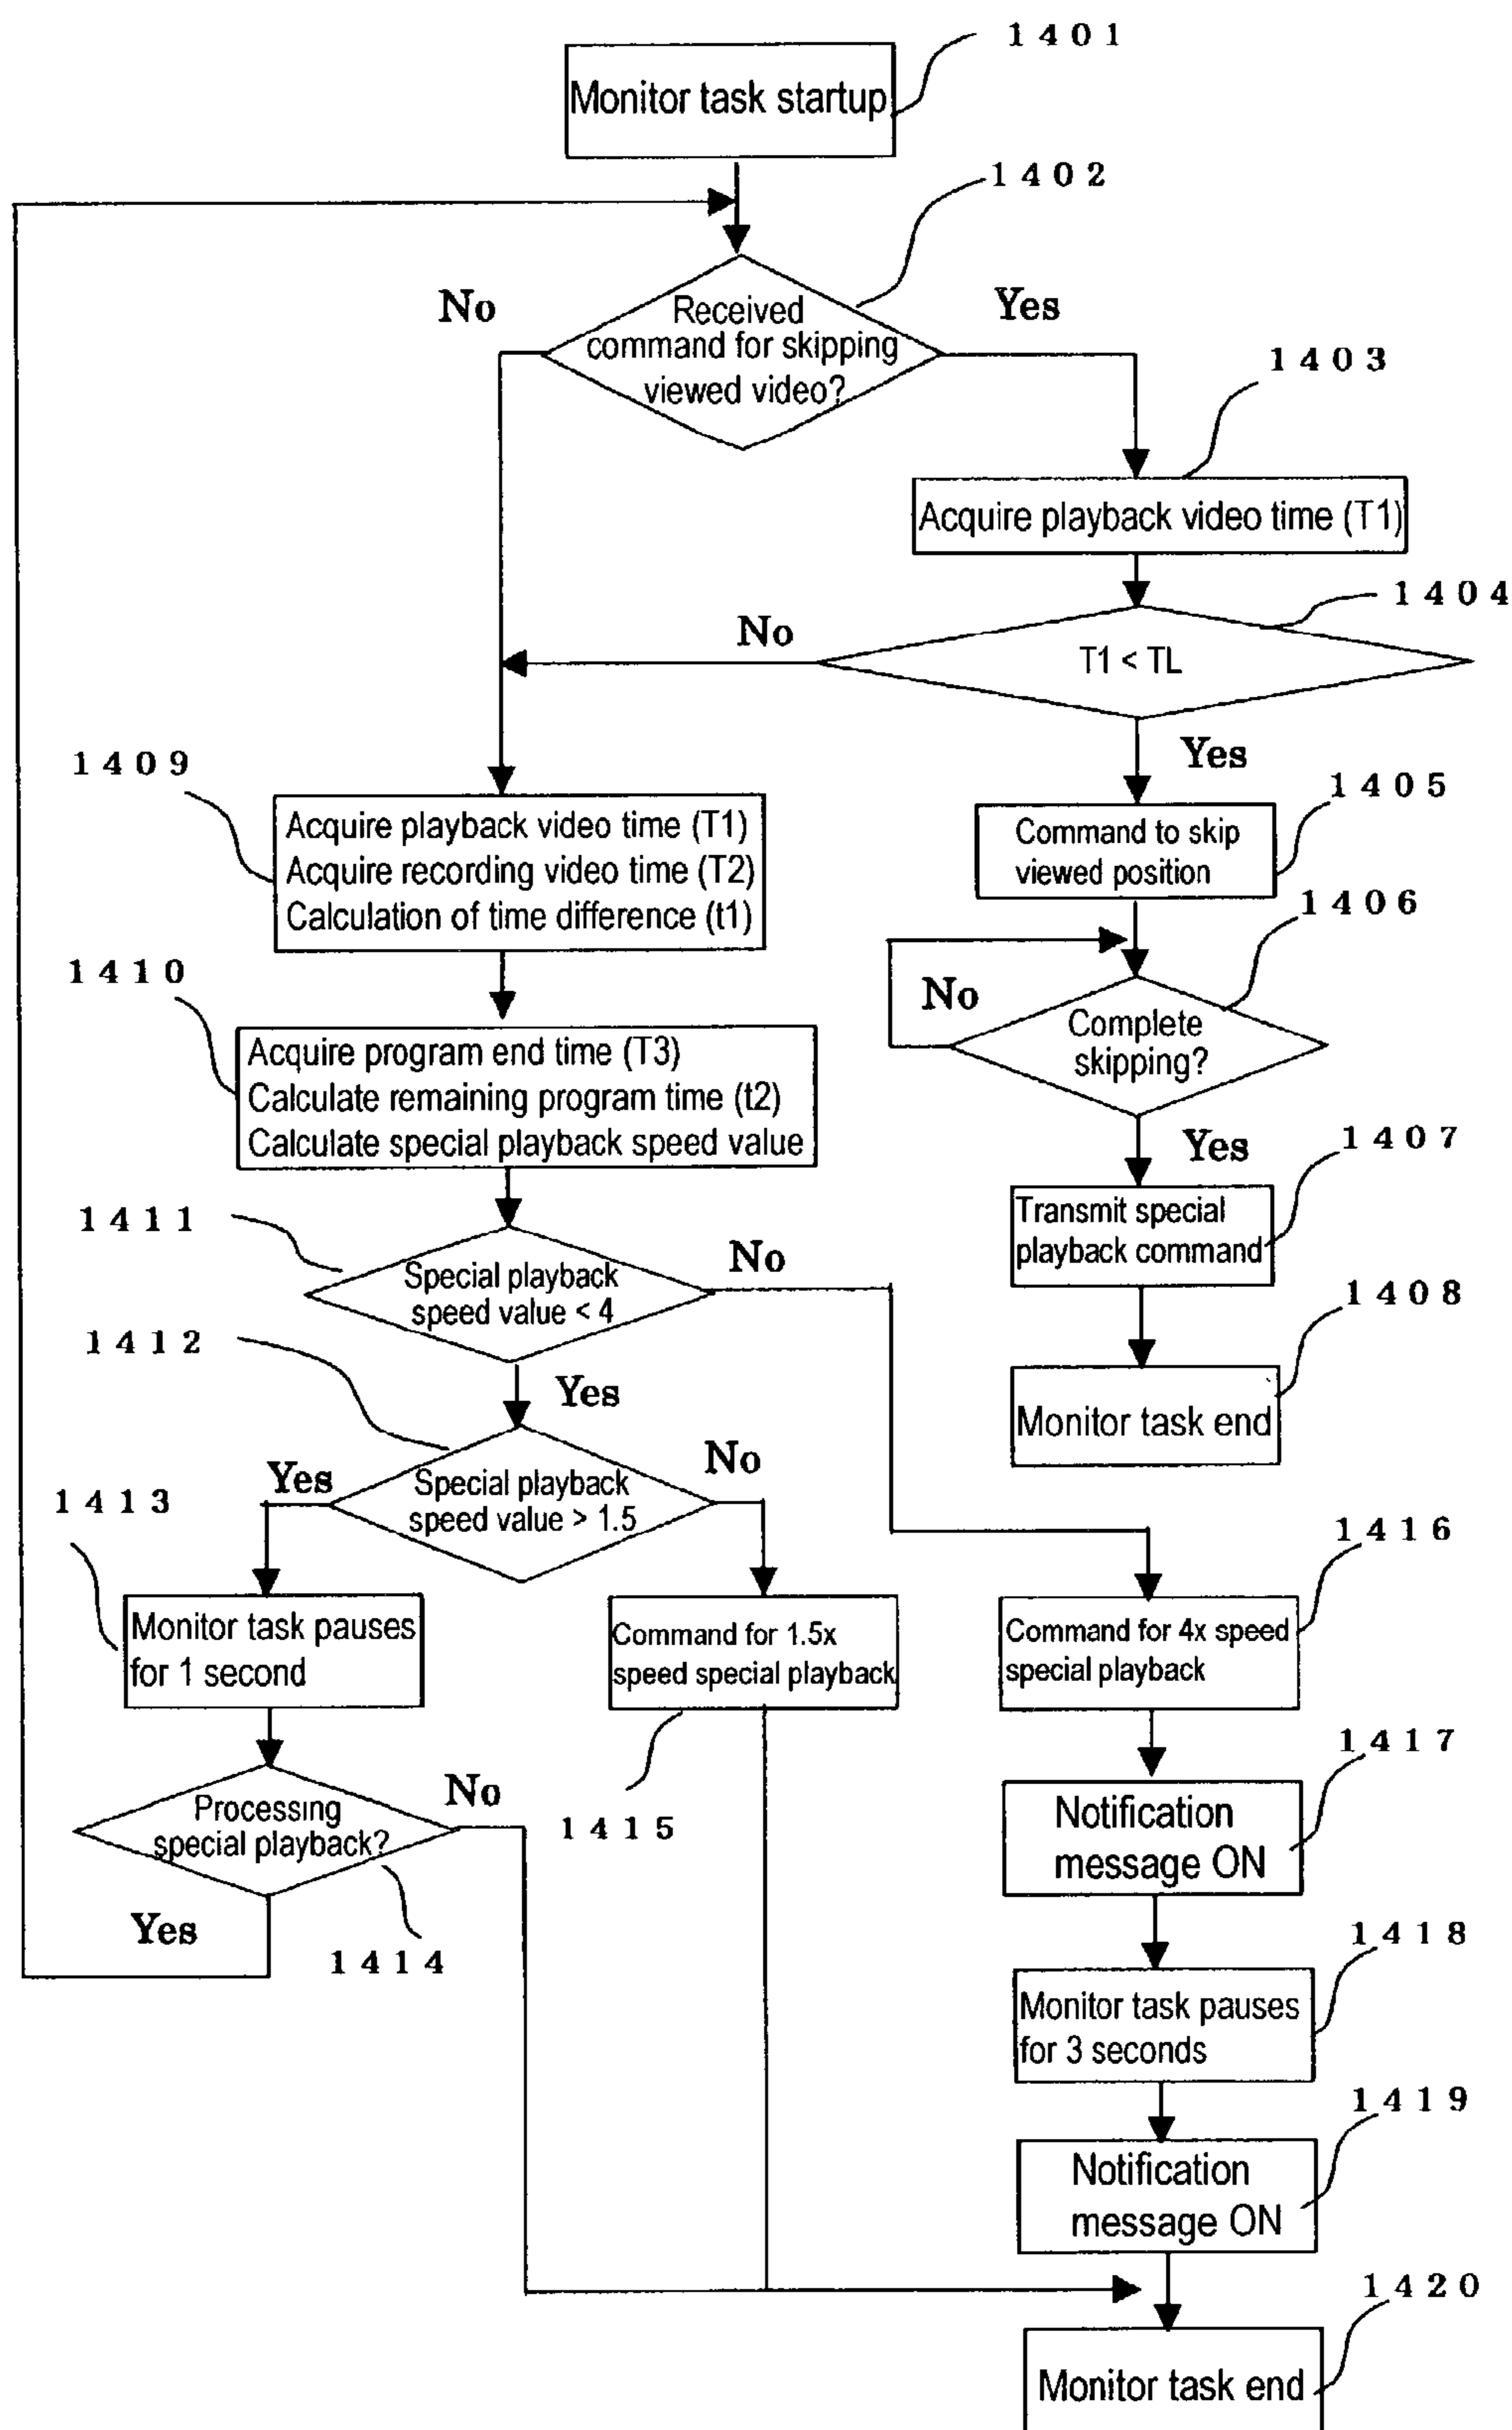 1401
Monitor task startup
1402
No
Received
command for skipping
viewed video?
Yes
1403
Acquire playback video time (T1)
1404
No
T1 < TL
Yes
1409
Acquire playback video time (T1)
Acquire recording video time (T2)
Calculation of time difference (t1)
1405
Command to skip
viewed position
1406
No
Complete
skipping?
1410
Acquire program end time (T3)
Calculate remaining program time (t2)
Calculate special playback speed value
Yes
1407
Transmit special
playback command
1411
Special playback
speed value < 4
No
1408
Monitor task end
1412
Yes
Special playback
speed value > 1.5
Yes
No
1413
Monitor task pauses
for 1 second
Command for 1.5x
speed special playback
1415
1416
Command for 4x speed
special playback
1417
Notification
message ON
Processing
special playback?
No
Yes
1414
1418
Monitor task pauses
for 3 seconds
1419
Notification
message ON
1420
Monitor task end